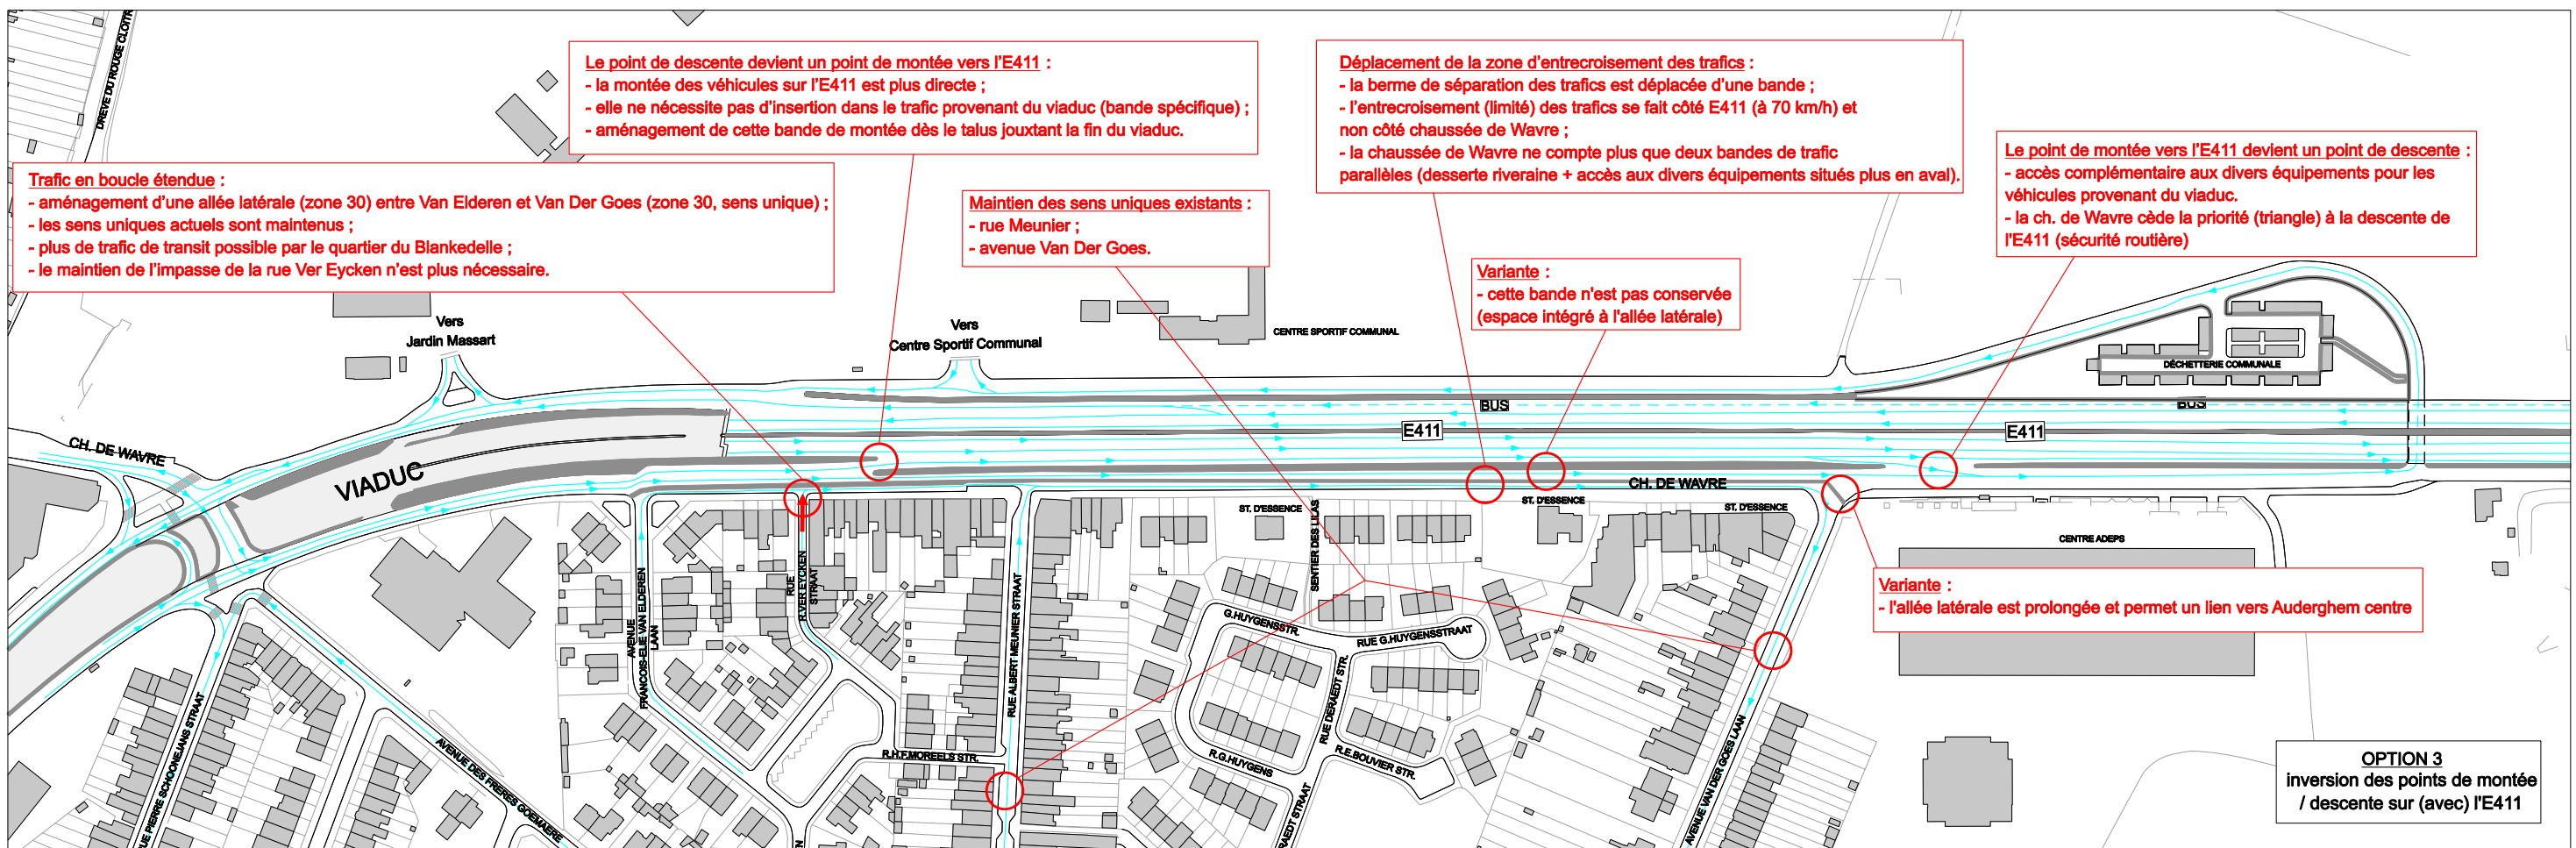 Le point de descente devient un point de montée vers l'E411 :
- la montée des véhicules sur l'E411 est plus directe ;
- elle ne nécessite pas d'insertion dans le trafic provenant du viaduc (bande spécifique) ;
- aménagement de cette bande de montée dès le talus jouxtant la fin du viaduc.
Déplacement de la zone d'entrecroisement des trafics :
- la berme de séparation des trafics est déplacée d'une bande ;
- l'entrecroisement (limité) des trafics se fait côté E411 (à 70 km/h) et
non côté chaussée de Wavre ;
- la chaussée de Wavre ne compte plus que deux bandes de trafic
parallèles (desserte riveraine + accès aux divers équipements situés plus en aval).
Le point de montée vers l'E411 devient un point de descente :
- accès complémentaire aux divers équipements pour les
véhicules provenant du viaduc.
- la ch. de Wavre cède la priorité (triangle) à la descente de
l'E411 (sécurité routière)
Trafic en boucle étendue :
- aménagement d'une allée latérale (zone 30) entre Van Elderen et Van Der Goes (zone 30, sens unique) ;
- les sens uniques actuels sont maintenus ;
- plus de trafic de transit possible par le quartier du Blankedelle ;
- le maintien de l'impasse de la rue Ver Eycken n'est plus nécessaire.
Maintien des sens uniques existants :
- rue Meunier ;
- avenue Van Der Goes.
Variante :
- cette bande n'est pas conservée
(espace intégré à l'allée latérale)
DREVE DU ROUGE CLOITRE
Vers
Jardin Massart
Vers
Centre Sportif Communal
CENTRE SPORTIF COMMUNAL
DÉCHETTERIE COMMUNALE
BUS
BUS
E411
E411
CH. DE WAVRE
VIADUC
CH. DE WAVRE
ST. D'ESSENCE
ST. D'ESSENCE
ST. D'ESSENCE
SENTIER DES LILAS
CENTRE ADEPS
Variante :
- l'allée latérale est prolongée et permet un lien vers Auderghem centre
AVENUE
FRANCOIS-ELIE VAN ELDEREN
LAAN
RUE
R.L.VER EYCKEN
STRAAT
RUE ALBERT MEUNIER STRAAT
G.HUYGENSSTR.
RUE G.HUYGENSSTRAAT
RUE DERAEDT STR.
R.G.HUYGENS
R.E.BOUVIER STR.
R.H.F.MOREELS STR.
AVENUE DES FRERES GOEMAERE
RUE PIERRE SCHOONEJANS STRAAT
AVENUE VAN DER GOES LAAN
OPTION 3
inversion des points de montée
/ descente sur (avec) l'E411